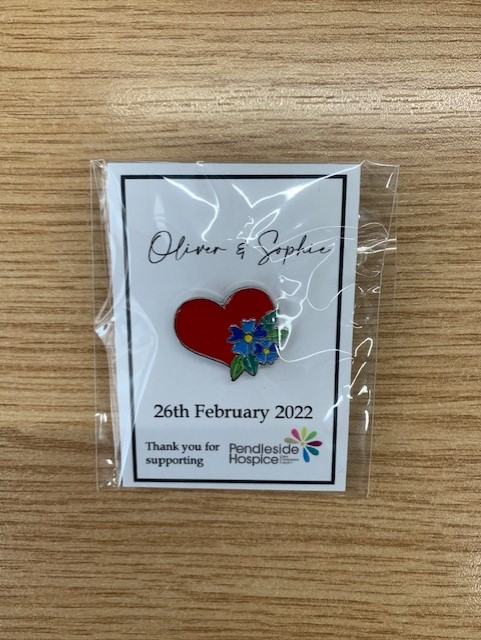 Oliver & Sophie
26th February 2022
Thank you for
supporting
Pendleside
Hospice